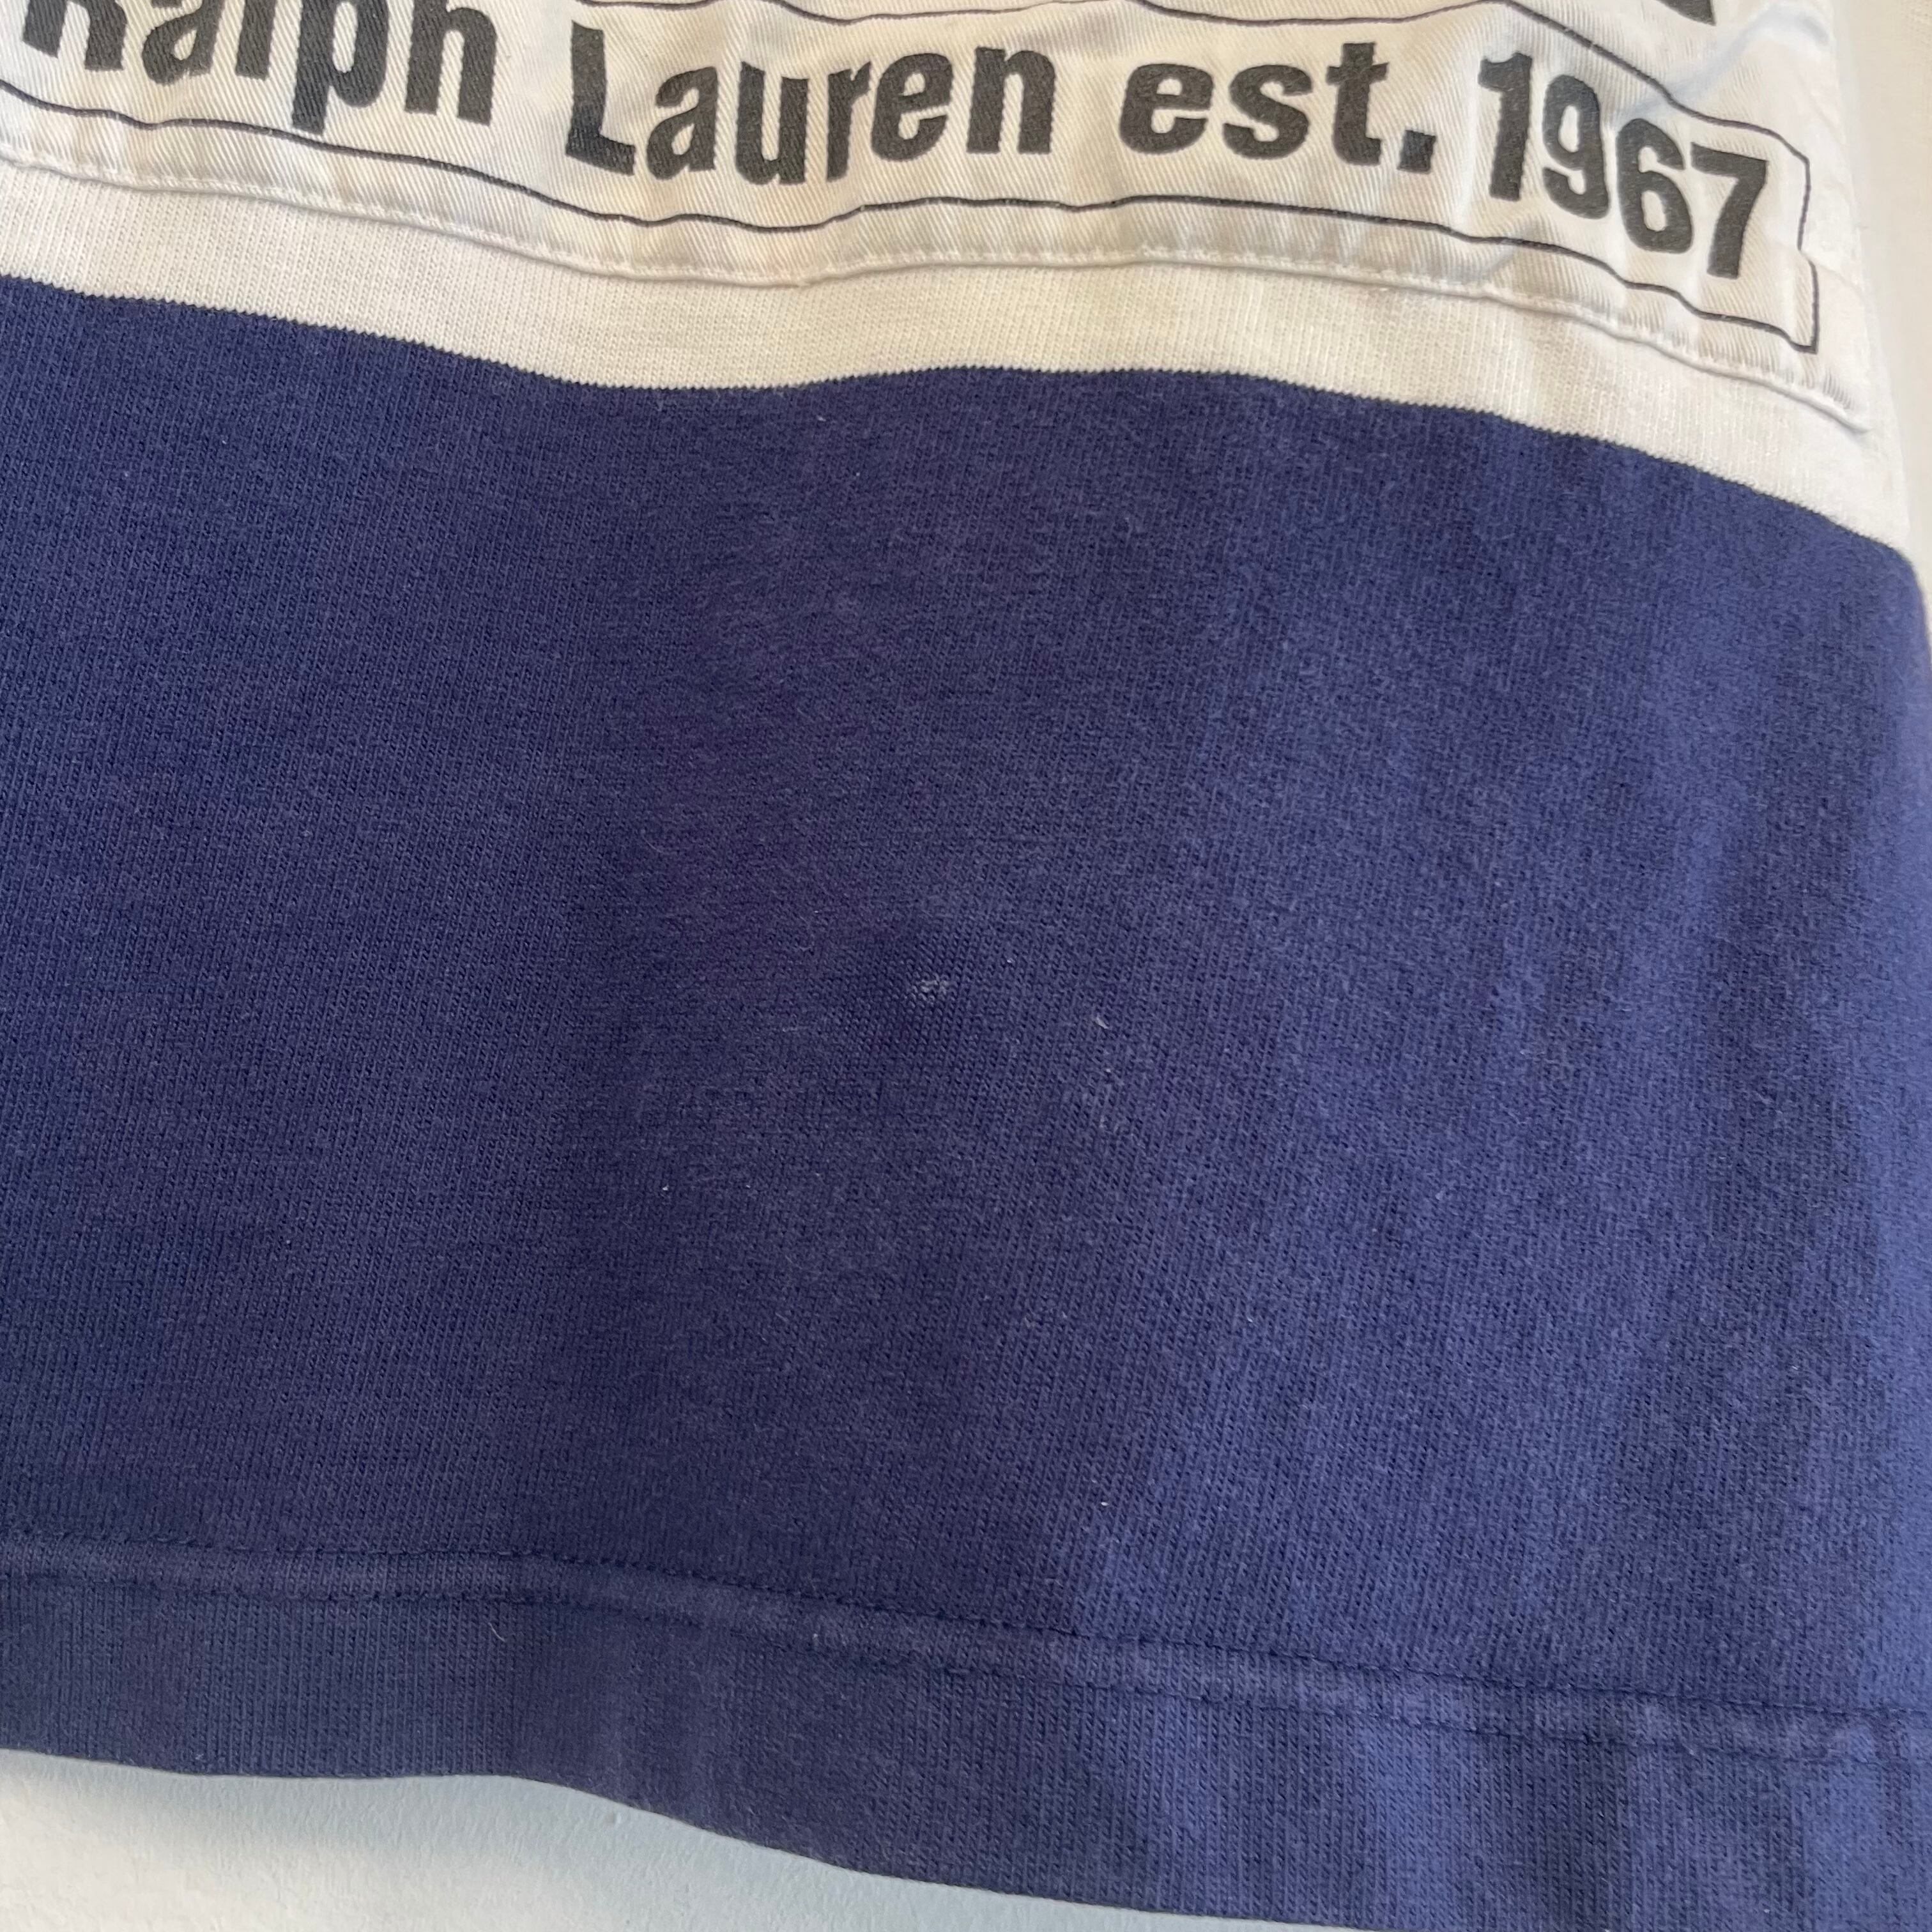 Ralph Lauren est. 1967